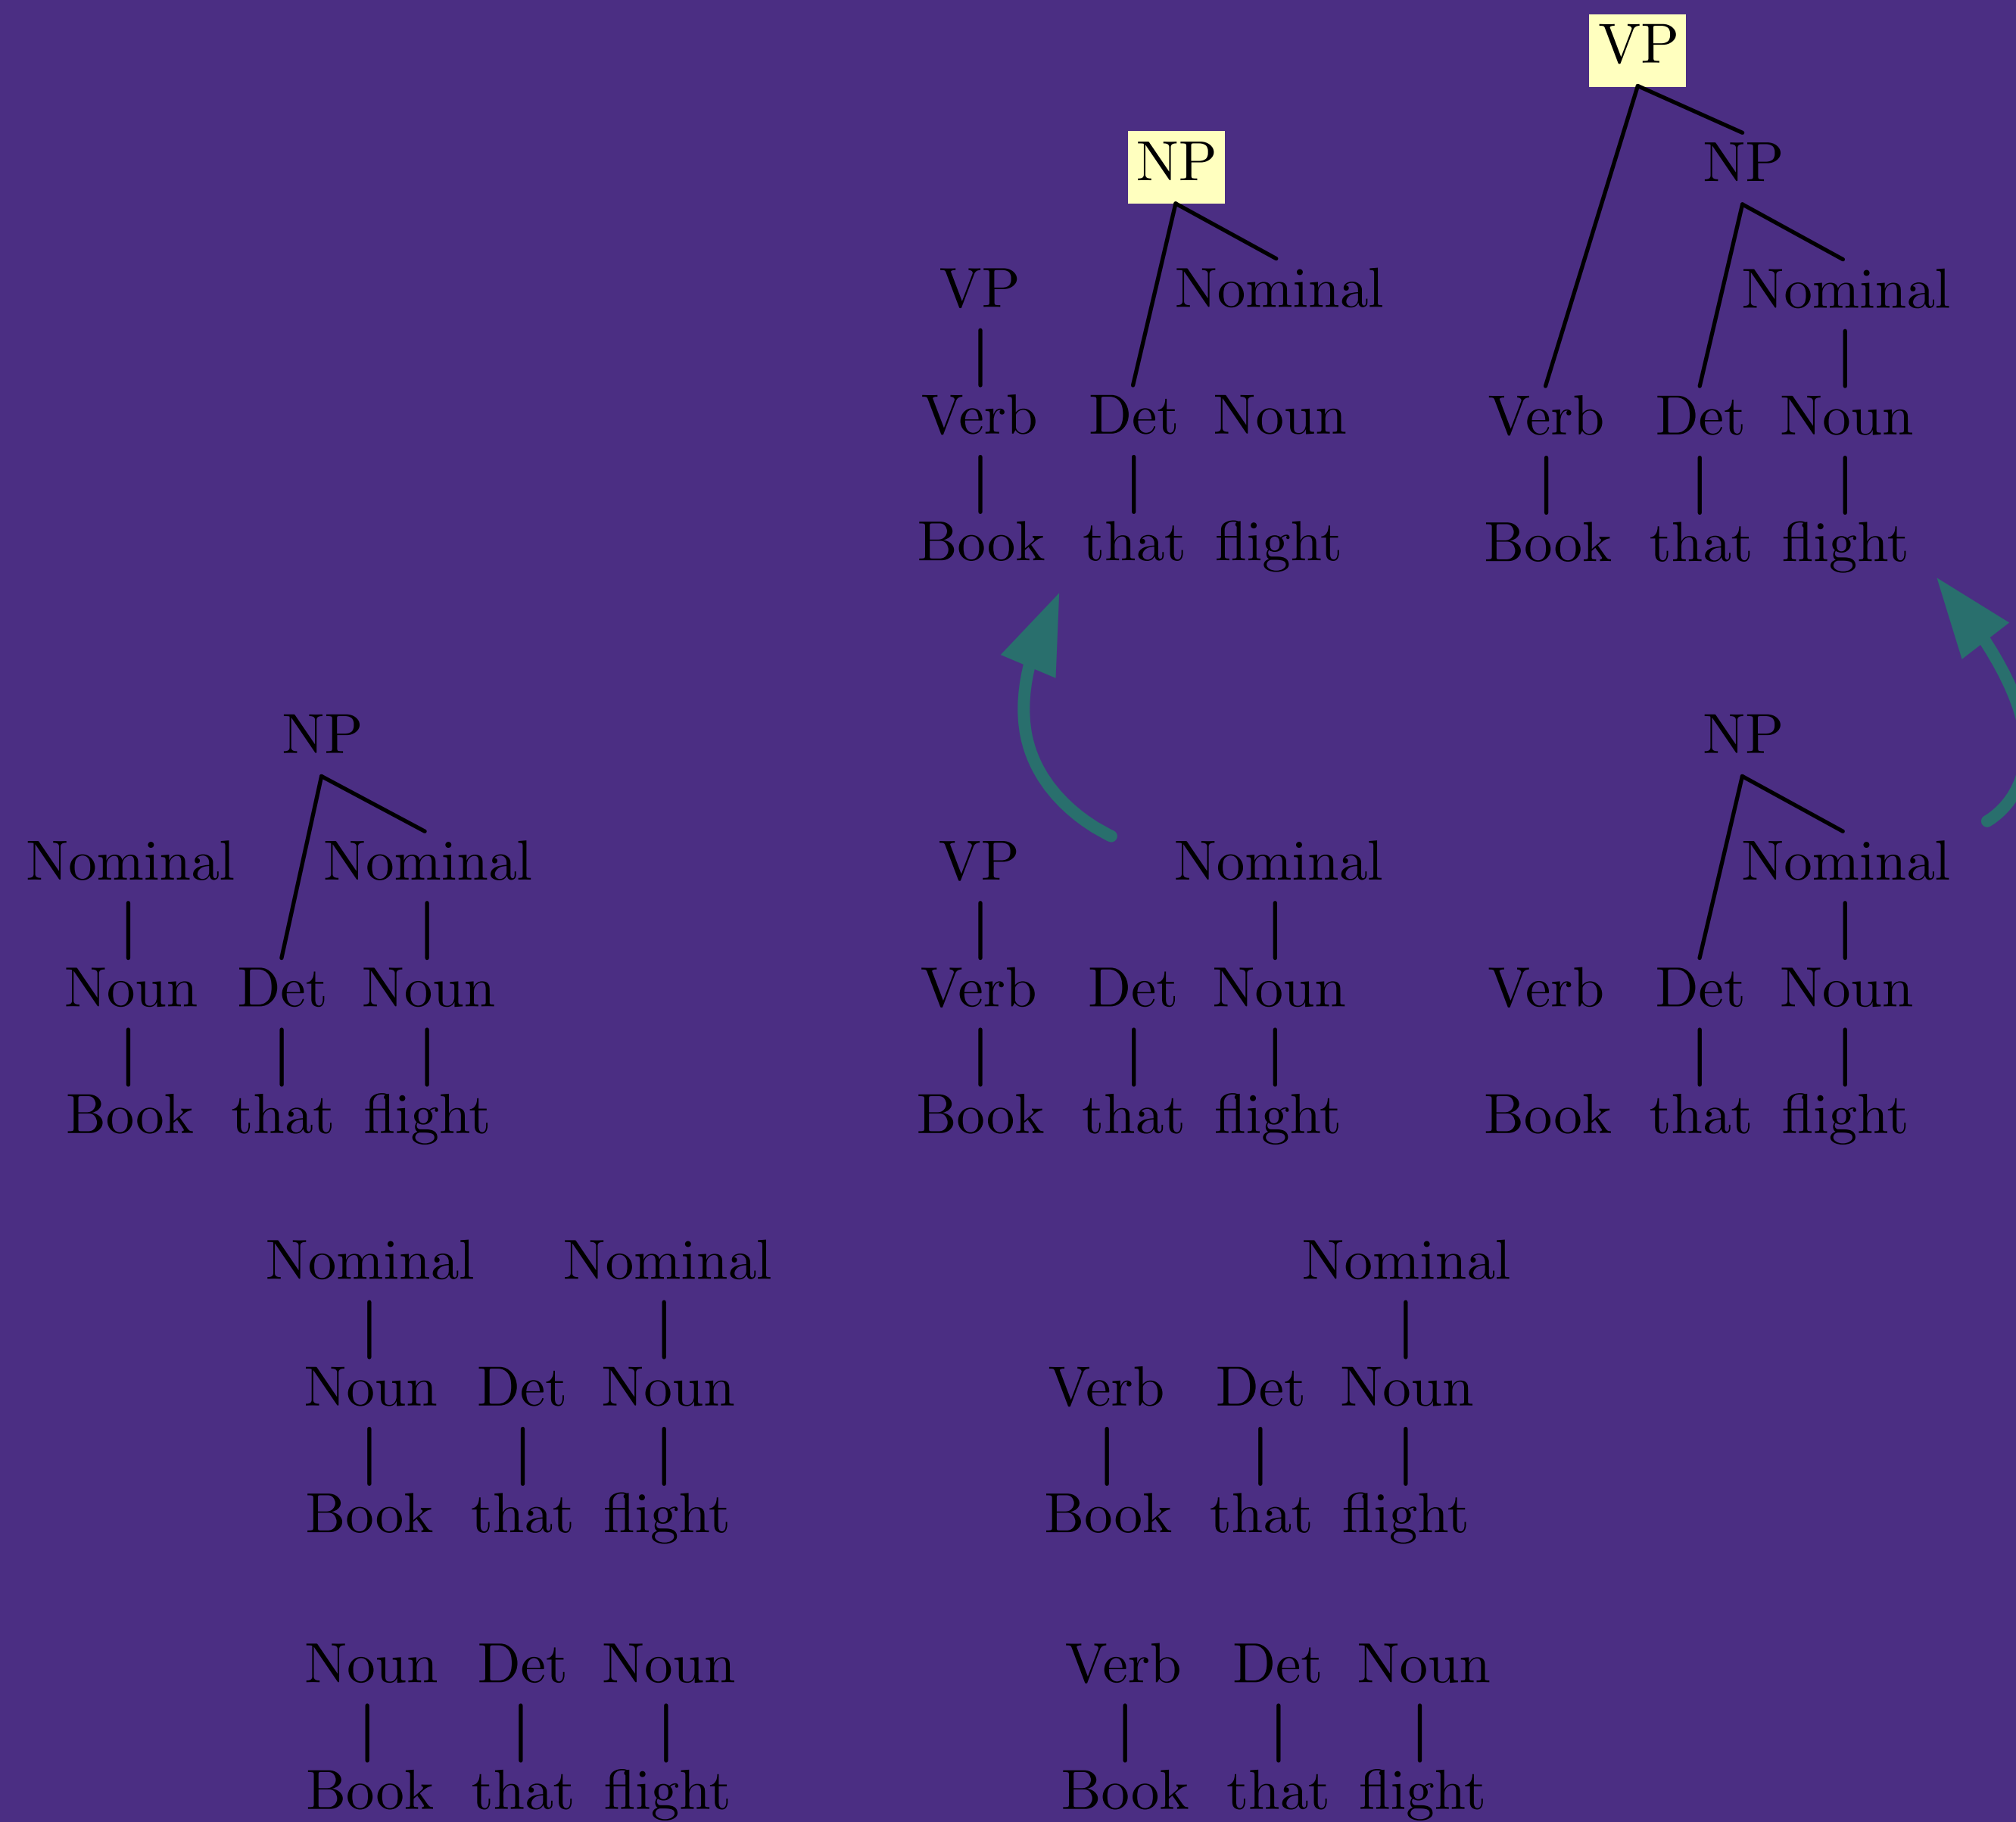 VP
NP NP
VP Nominal Nominal
Verb Det Noun Verb Det Noun
Book that flight Book that flight
NP NP
Nominal Nominal VP Nominal Nominal
Noun Det Noun Verb Det Noun Verb Det Noun
Book that flight Book that flight Book that flight
Nominal Nominal Nominal
Noun Det Noun Verb Det Noun
Book that flight Book that flight
Noun Det Noun Verb Det Noun
Book that flight Book that flight